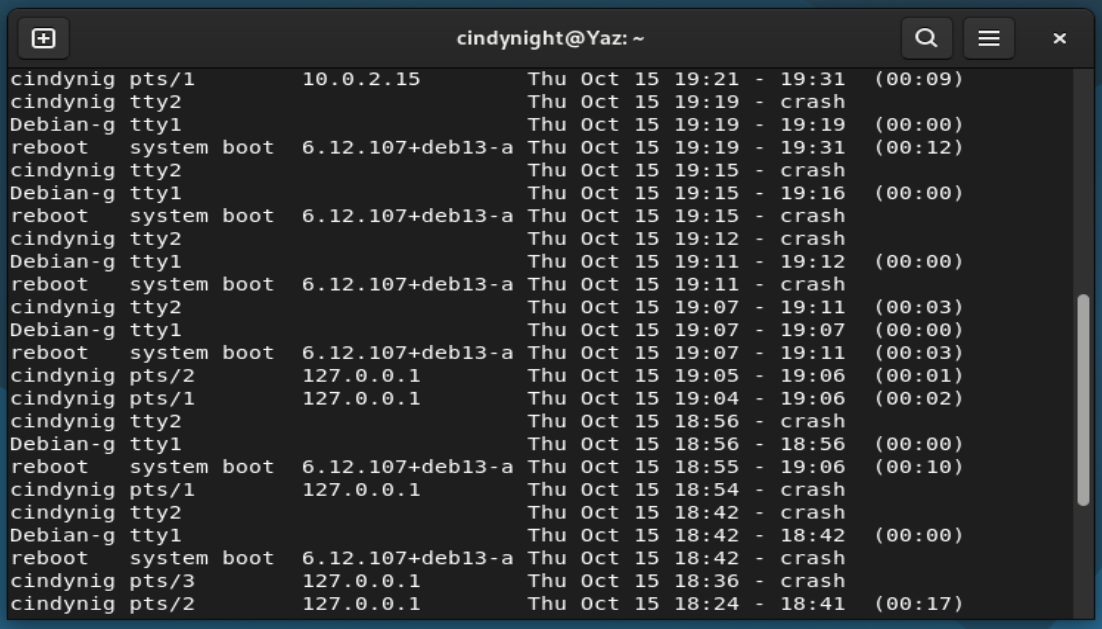 cindynight@Yaz: ~
cindynig pts/1        10.0.2.15        Thu Oct 15 19:21 - 19:31  (00:09)
cindynig tty2                          Thu Oct 15 19:19 - crash
Debian-g tty1                          Thu Oct 15 19:19 - 19:19  (00:00)
reboot   system boot  6.12.107+deb13-a Thu Oct 15 19:19 - 19:31  (00:12)
cindynig tty2                          Thu Oct 15 19:15 - crash
Debian-g tty1                          Thu Oct 15 19:15 - 19:16  (00:00)
reboot   system boot  6.12.107+deb13-a Thu Oct 15 19:15 - crash
cindynig tty2                          Thu Oct 15 19:12 - crash
Debian-g tty1                          Thu Oct 15 19:11 - 19:12  (00:00)
reboot   system boot  6.12.107+deb13-a Thu Oct 15 19:11 - crash
cindynig tty2                          Thu Oct 15 19:07 - 19:11  (00:03)
Debian-g tty1                          Thu Oct 15 19:07 - 19:07  (00:00)
reboot   system boot  6.12.107+deb13-a Thu Oct 15 19:07 - 19:11  (00:03)
cindynig pts/2        127.0.0.1        Thu Oct 15 19:05 - 19:06  (00:01)
cindynig pts/1        127.0.0.1        Thu Oct 15 19:04 - 19:06  (00:02)
cindynig tty2                          Thu Oct 15 18:56 - crash
Debian-g tty1                          Thu Oct 15 18:56 - 18:56  (00:00)
reboot   system boot  6.12.107+deb13-a Thu Oct 15 18:55 - 19:06  (00:10)
cindynig pts/1        127.0.0.1        Thu Oct 15 18:54 - crash
cindynig tty2                          Thu Oct 15 18:42 - crash
Debian-g tty1                          Thu Oct 15 18:42 - 18:42  (00:00)
reboot   system boot  6.12.107+deb13-a Thu Oct 15 18:42 - crash
cindynig pts/3        127.0.0.1        Thu Oct 15 18:36 - crash
cindynig pts/2        127.0.0.1        Thu Oct 15 18:24 - 18:41  (00:17)